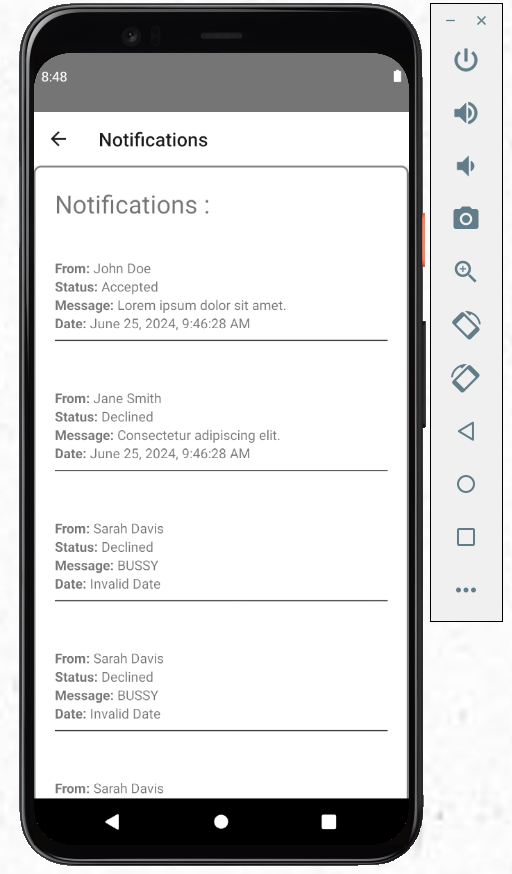 8:48
Notifications
Notifications :
From: John Doe
Status: Accepted
Message: Lorem ipsum dolor sit amet.
Date: June 25, 2024, 9:46:28 AM
From: Jane Smith
Status: Declined
Message: Consectetur adipiscing elit.
Date: June 25, 2024, 9:46:28 AM
From: Sarah Davis
Status: Declined
Message: BUSSY
Date: Invalid Date
From: Sarah Davis
Status: Declined
Message: BUSSY
Date: Invalid Date
From: Sarah Davis